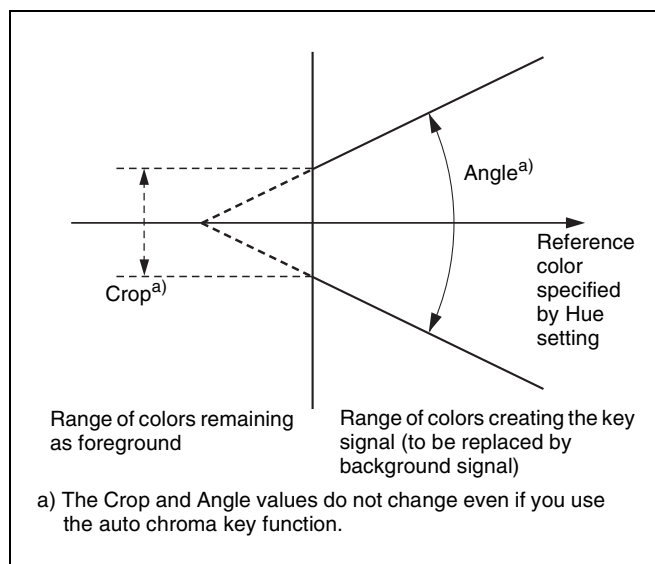 Angle a)
Crop a)
Reference
color
specified
by Hue
setting
Range of colors remaining
as foreground
Range of colors creating the key
signal (to be replaced by
background signal)
a) The Crop and Angle values do not change even if you use
the auto chroma key function.